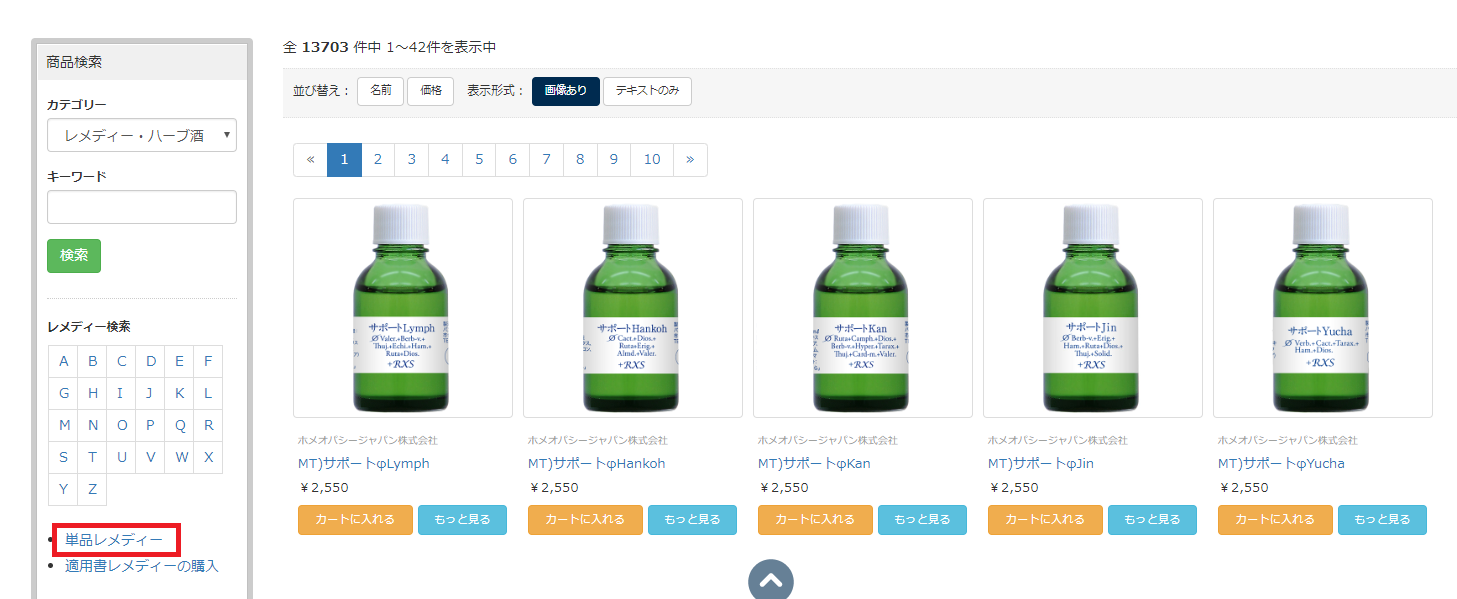 商品検索
カテゴリー
レメディー・ハーブ酒
キーワード
検索
レメディー検索
A B C D E F
G H I J K L
M N O P Q R
S T U V W X
Y Z
単品レメディー
適用書レメディーの購入
全 13703 件中 1〜42件を表示中
並び替え： 名前 価格 表示形式： 画像あり テキストのみ
« 1 2 3 4 5 6 7 8 9 10 »
サポートLymph
Ø Valer.+Berb-v.+
Thuj.+Echi.+Ham.+
Ruta+Dios.
+RXS
ホメオパシージャパン株式会社
MT)サポートφLymph
￥2,550
カートに入れる もっと見る
サポートHankoh
Ø Cact.+Dios.+
Ruta+Erig.+
Almd.+Valer.
+RXS
ホメオパシージャパン株式会社
MT)サポートφHankoh
￥2,550
カートに入れる もっと見る
サポートKan
Ø Ruta+Camph.+Dios.+
Berb-v.+Hyper.+Tarax.+
Thuj.+Card-m.+Valer.
+RXS
ホメオパシージャパン株式会社
MT)サポートφKan
￥2,550
カートに入れる もっと見る
サポートJin
Ø Berb-v.+Erig.+
Ham.+Ruta+Dios.+
Thuj.+Solid.
+RXS
ホメオパシージャパン株式会社
MT)サポートφJin
￥2,550
カートに入れる もっと見る
サポートYucha
Ø Verb.+Cact.+Tarax.+
Ham.+Dios.
+RXS
ホメオパシージャパン株式会社
MT)サポートφYucha
￥2,550
カートに入れる もっと見る